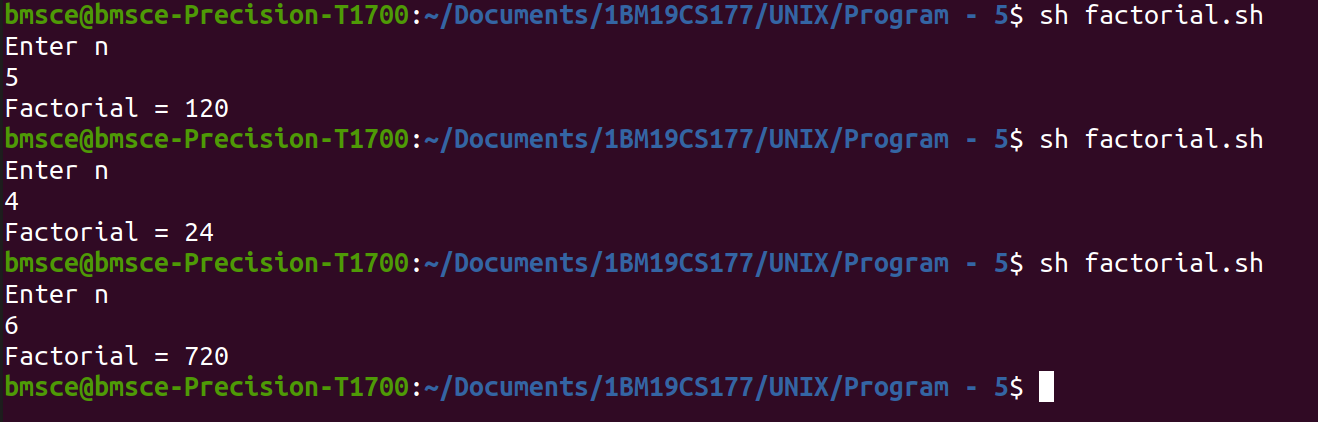 bmsce@bmsce-Precision-T1700:~/Documents/1BM19CS177/UNIX/Program - 5$ sh factorial.sh
Enter n
5
Factorial = 120
bmsce@bmsce-Precision-T1700:~/Documents/1BM19CS177/UNIX/Program - 5$ sh factorial.sh
Enter n
4
Factorial = 24
bmsce@bmsce-Precision-T1700:~/Documents/1BM19CS177/UNIX/Program - 5$ sh factorial.sh
Enter n
6
Factorial = 720
bmsce@bmsce-Precision-T1700:~/Documents/1BM19CS177/UNIX/Program - 5$